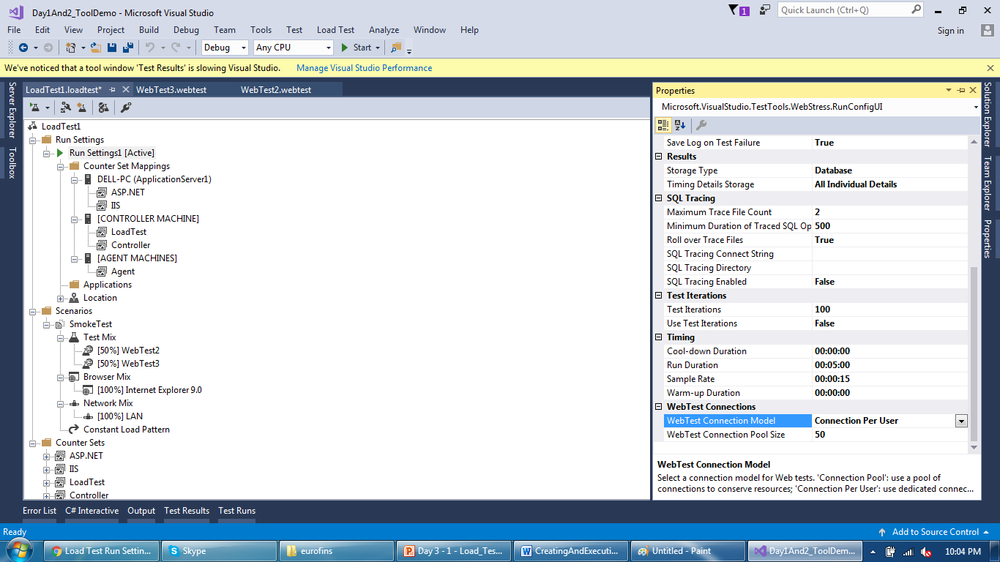 Day1And2_ToolDemo - Microsoft Visual Studio
1
Quick Launch (Ctrl+Q)
File Edit View Project Build Debug Team Tools Test Load Test Analyze Window Help
Sign in
Debug Any CPU Start
We've noticed that a tool window 'Test Results' is slowing Visual Studio. Manage Visual Studio Performance
Server Explorer
Toolbox
LoadTest1.loadtest* WebTest3.webtest WebTest2.webtest
LoadTest1
Run Settings
Run Settings1 [Active]
Counter Set Mappings
DELL-PC (ApplicationServer1)
ASP.NET
IIS
[CONTROLLER MACHINE]
LoadTest
Controller
[AGENT MACHINES]
Agent
Applications
Location
Scenarios
SmokeTest
Test Mix
[50%] WebTest2
[50%] WebTest3
Browser Mix
[100%] Internet Explorer 9.0
Network Mix
[100%] LAN
Constant Load Pattern
Counter Sets
ASP.NET
IIS
LoadTest
Controller
Properties
Microsoft.VisualStudio.TestTools.WebStress.RunConfigUI
Save Log on Test Failure True
Results
Storage Type Database
Timing Details Storage All Individual Details
SQL Tracing
Maximum Trace File Count 2
Minimum Duration of Traced SQL Op 500
Roll over Trace Files True
SQL Tracing Connect String
SQL Tracing Directory
SQL Tracing Enabled False
Test Iterations
Test Iterations 100
Use Test Iterations False
Timing
Cool-down Duration 00:00:00
Run Duration 00:05:00
Sample Rate 00:00:15
Warm-up Duration 00:00:00
WebTest Connections
WebTest Connection Model Connection Per User
WebTest Connection Pool Size 50
WebTest Connection Model
Select a connection model for Web tests. 'Connection Pool': use a pool of
connections to conserve resources; 'Connection Per User': use dedicated connec...
Solution Explorer
Team Explorer
Properties
Error List C# Interactive Output Test Results Test Runs
Ready
Add to Source Control
Load Test Run Settin... Skype eurofins Day 3 - 1 - Load_Tes... CreatingAndExecuti... Untitled - Paint Day1And2_ToolDem... 10:04 PM